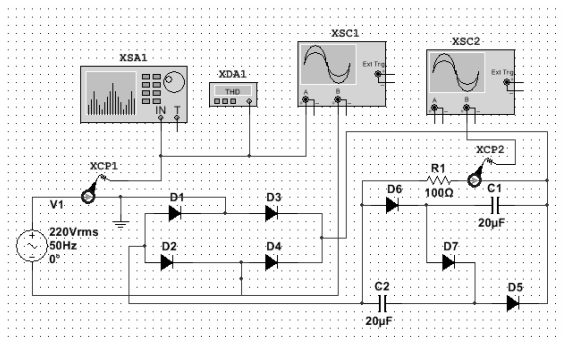 XSC1
XSC2
XSA1
XDA1
Ext Trig
Ext Trig
THD
A
B
A
B
IN T
XCP1
XCP2
R1
V1
D1
D3
D6
100Ω
C1
220Vrms
50Hz
0°
D2
D4
20µF
D7
C2
D5
20µF